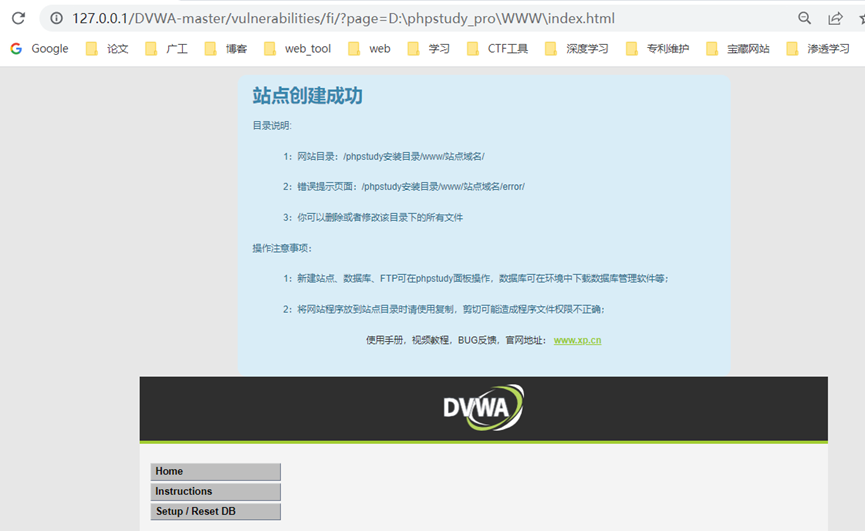 127.0.0.1/DVWA-master/vulnerabilities/fi/?page=D:\phpstudy_pro\WWW\index.html
Google 论文 广工 博客 web_tool web 学习 CTF工具 深度学习 专利维护 宝藏网站 渗透学习
站点创建成功
目录说明:
1：网站目录：/phpstudy安装目录/www/站点域名/
2：错误提示页面：/phpstudy安装目录/www/站点域名/error/
3：你可以删除或者修改该目录下的所有文件
操作注意事项：
1：新建站点、数据库、FTP可在phpstudy面板操作，数据库可在环境中下载数据库管理软件等；
2：将网站程序放到站点目录时请使用复制，剪切可能造成程序文件权限不正确；
使用手册，视频教程，BUG反馈，官网地址： www.xp.cn
DVWA
Home
Instructions
Setup / Reset DB